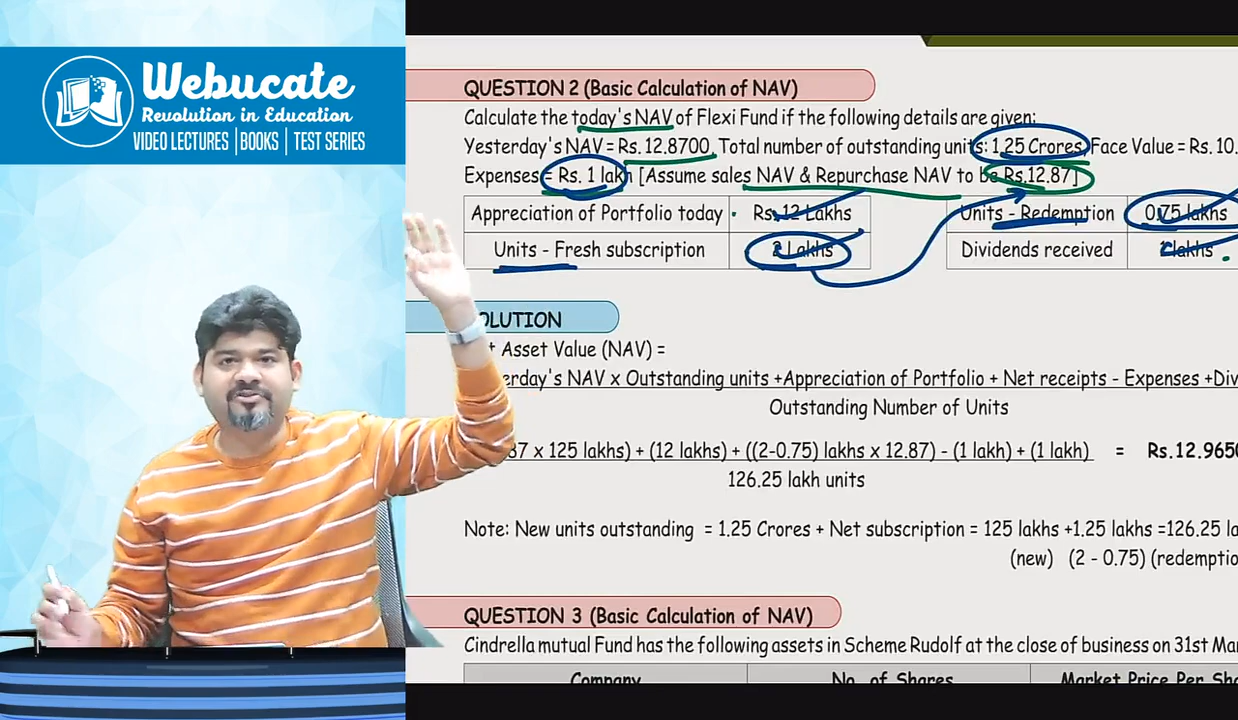 Webucate
Revolution in Education
VIDEO LECTURES | BOOKS | TEST SERIES
QUESTION 2 (Basic Calculation of NAV)
Calculate the today's NAV of Flexi Fund if the following details are given:
Yesterday's NAV = Rs. 12.8700, Total number of outstanding units: 1.25 Crores, Face Value = Rs. 10.
Expenses = Rs. 1 lakh [Assume sales NAV & Repurchase NAV to be Rs.12.87]
Appreciation of Portfolio today Rs. 12 Lakhs Units - Redemption 0.75 lakhs
Units - Fresh subscription 2 Lakhs Dividends received 1 lakhs
OLUTION
t Asset Value (NAV) =
erday's NAV x Outstanding units +Appreciation of Portfolio + Net receipts - Expenses +Div
Outstanding Number of Units
87 x 125 lakhs) + (12 lakhs) + ((2-0.75) lakhs x 12.87) - (1 lakh) + (1 lakh) = Rs.12.9650
126.25 lakh units
Note: New units outstanding = 1.25 Crores + Net subscription = 125 lakhs +1.25 lakhs =126.25 la
(new) (2 - 0.75) (redemptio
QUESTION 3 (Basic Calculation of NAV)
Cindrella mutual Fund has the following assets in Scheme Rudolf at the close of business on 31st Mar
Company No. of Shares Market Price Per Sha